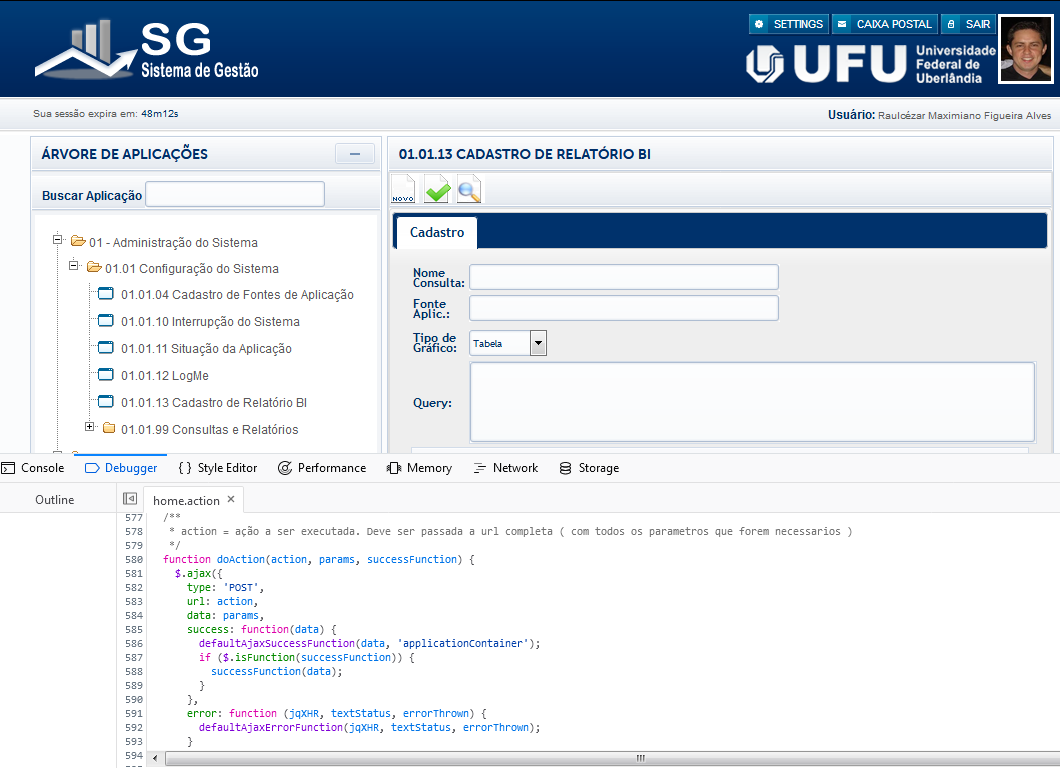 SG
Sistema de Gestão
SETTINGS
CAIXA POSTAL
SAIR
UFU
Universidade
Federal de
Uberlândia
Sua sessão expira em: 48m12s
Usuário: Raulcézar Maximiano Figueira Alves
ÁRVORE DE APLICAÇÕES
Buscar Aplicação
01 - Administração do Sistema
01.01 Configuração do Sistema
01.01.04 Cadastro de Fontes de Aplicação
01.01.10 Interrupção do Sistema
01.01.11 Situação da Aplicação
01.01.12 LogMe
01.01.13 Cadastro de Relatório BI
01.01.99 Consultas e Relatórios
01.01.13 CADASTRO DE RELATÓRIO BI
NOVO
Cadastro
Nome
Consulta:
Fonte
Aplic.:
Tipo de
Gráfico:
Tabela
Query:
Console
Debugger
{ } Style Editor
Performance
Memory
Network
Storage
Outline
home.action ×
577 /**
578 * action = ação a ser executada. Deve ser passada a url completa ( com todos os parametros que forem necessarios )
579 */
580 function doAction(action, params, successFunction) {
581 $.ajax({
582 type: 'POST',
583 url: action,
584 data: params,
585 success: function(data) {
586 defaultAjaxSuccessFunction(data, 'applicationContainer');
587 if ($.isFunction(successFunction)) {
588 successFunction(data);
589 }
590 },
591 error: function (jqXHR, textStatus, errorThrown) {
592 defaultAjaxErrorFunction(jqXHR, textStatus, errorThrown);
593 }
594